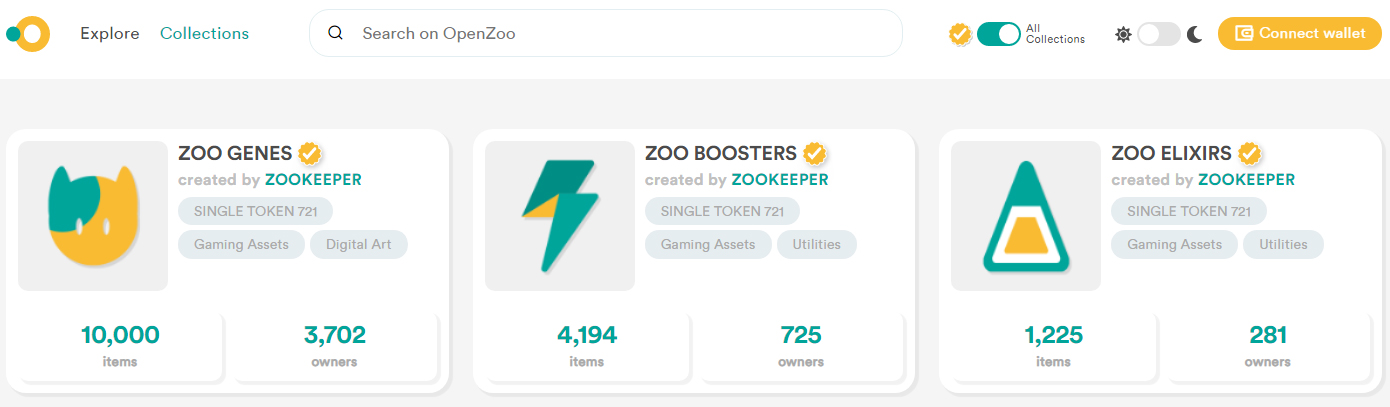 Explore
Collections
Search on OpenZoo
All
Collections
Connect wallet
ZOO GENES
created by ZOOKEEPER
SINGLE TOKEN 721
Gaming Assets
Digital Art
10,000
items
3,702
owners
ZOO BOOSTERS
created by ZOOKEEPER
SINGLE TOKEN 721
Gaming Assets
Utilities
4,194
items
725
owners
ZOO ELIXIRS
created by ZOOKEEPER
SINGLE TOKEN 721
Gaming Assets
Utilities
1,225
items
281
owners